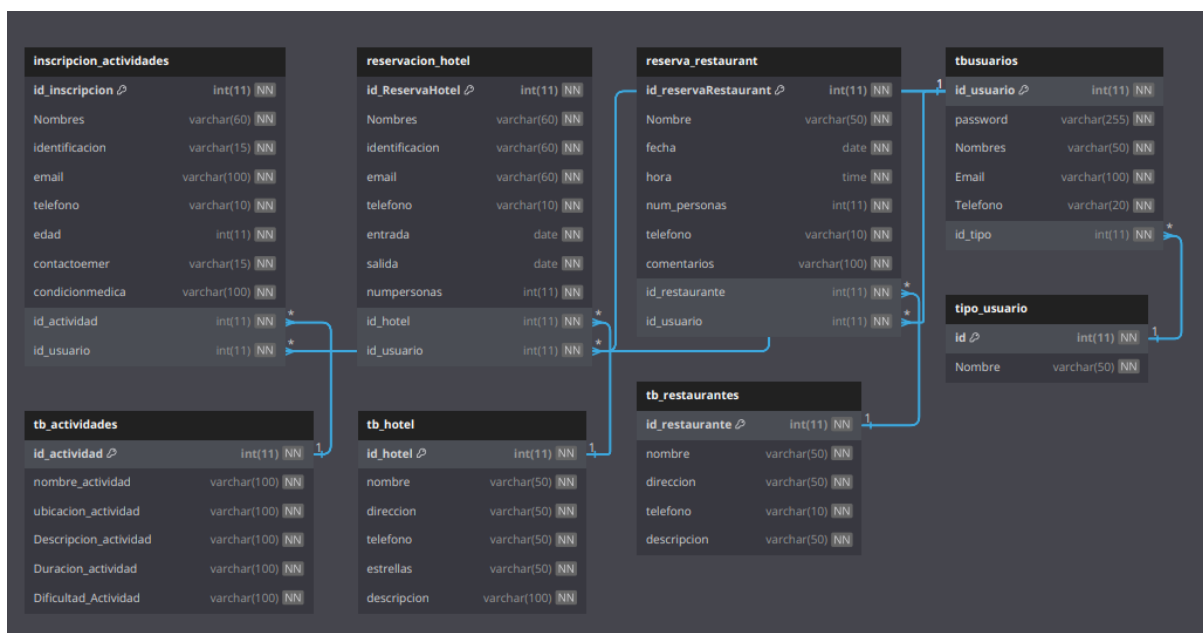 inscripcion_actividades
id_inscripcion int(11) NN
Nombres varchar(60) NN
identificacion varchar(15) NN
email varchar(100) NN
telefono varchar(10) NN
edad int(11) NN
contactoemer varchar(15) NN
condicionmedica varchar(100) NN
id_actividad int(11) NN *
id_usuario int(11) NN *
reservacion_hotel
id_ReservaHotel int(11) NN
Nombres varchar(60) NN
identificacion varchar(60) NN
email varchar(60) NN
telefono varchar(10) NN
entrada date NN
salida date NN
numpersonas int(11) NN
id_hotel int(11) NN *
id_usuario int(11) NN *
reserva_restaurant
id_reservaRestaurant int(11) NN
Nombre varchar(50) NN
fecha date NN
hora time NN
num_personas int(11) NN
telefono varchar(10) NN
comentarios varchar(100) NN
id_restaurante int(11) NN *
id_usuario int(11) NN *
tbusuarios
1 id_usuario int(11) NN
password varchar(255) NN
Nombres varchar(50) NN
Email varchar(100) NN
Telefono varchar(20) NN
id_tipo int(11) NN *
tipo_usuario
id int(11) NN 1
Nombre varchar(50) NN
tb_actividades
id_actividad int(11) NN 1
nombre_actividad varchar(100) NN
ubicacion_actividad varchar(100) NN
Descripcion_actividad varchar(100) NN
Duracion_actividad varchar(100) NN
Dificultad_Actividad varchar(100) NN
tb_hotel
id_hotel int(11) NN 1
nombre varchar(50) NN
direccion varchar(50) NN
telefono varchar(50) NN
estrellas varchar(50) NN
descripcion varchar(100) NN
tb_restaurantes
id_restaurante int(11) NN 1
nombre varchar(50) NN
direccion varchar(50) NN
telefono varchar(10) NN
descripcion varchar(50) NN